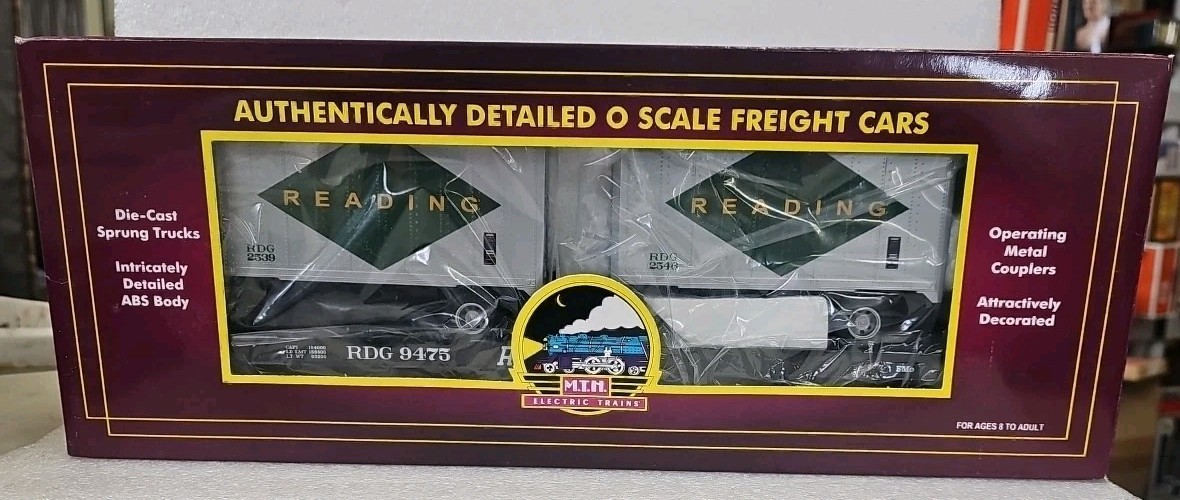 AUTHENTICALLY DETAILED O SCALE FREIGHT CARS
Die-Cast
Sprung Trucks
Intricately
Detailed
ABS Body
READING
RDG
2539
READING
RDG
2546
RDG 9475
M.T.H.
ELECTRIC TRAINS
Operating
Metal
Couplers
Attractively
Decorated
FOR AGES 8 TO ADULT